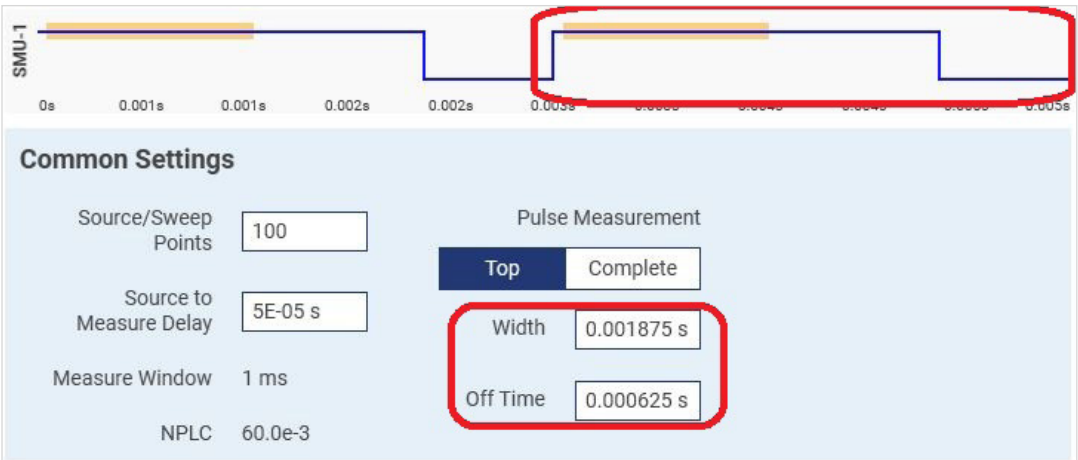 SMU-1
0s 0.001s 0.001s 0.002s 0.002s 0.003s 0.005s
Common Settings
Source/Sweep
Points
100
Pulse Measurement
Top Complete
Source to
Measure Delay
5E-05 s
Width 0.001875 s
Measure Window 1 ms
Off Time 0.000625 s
NPLC 60.0e-3